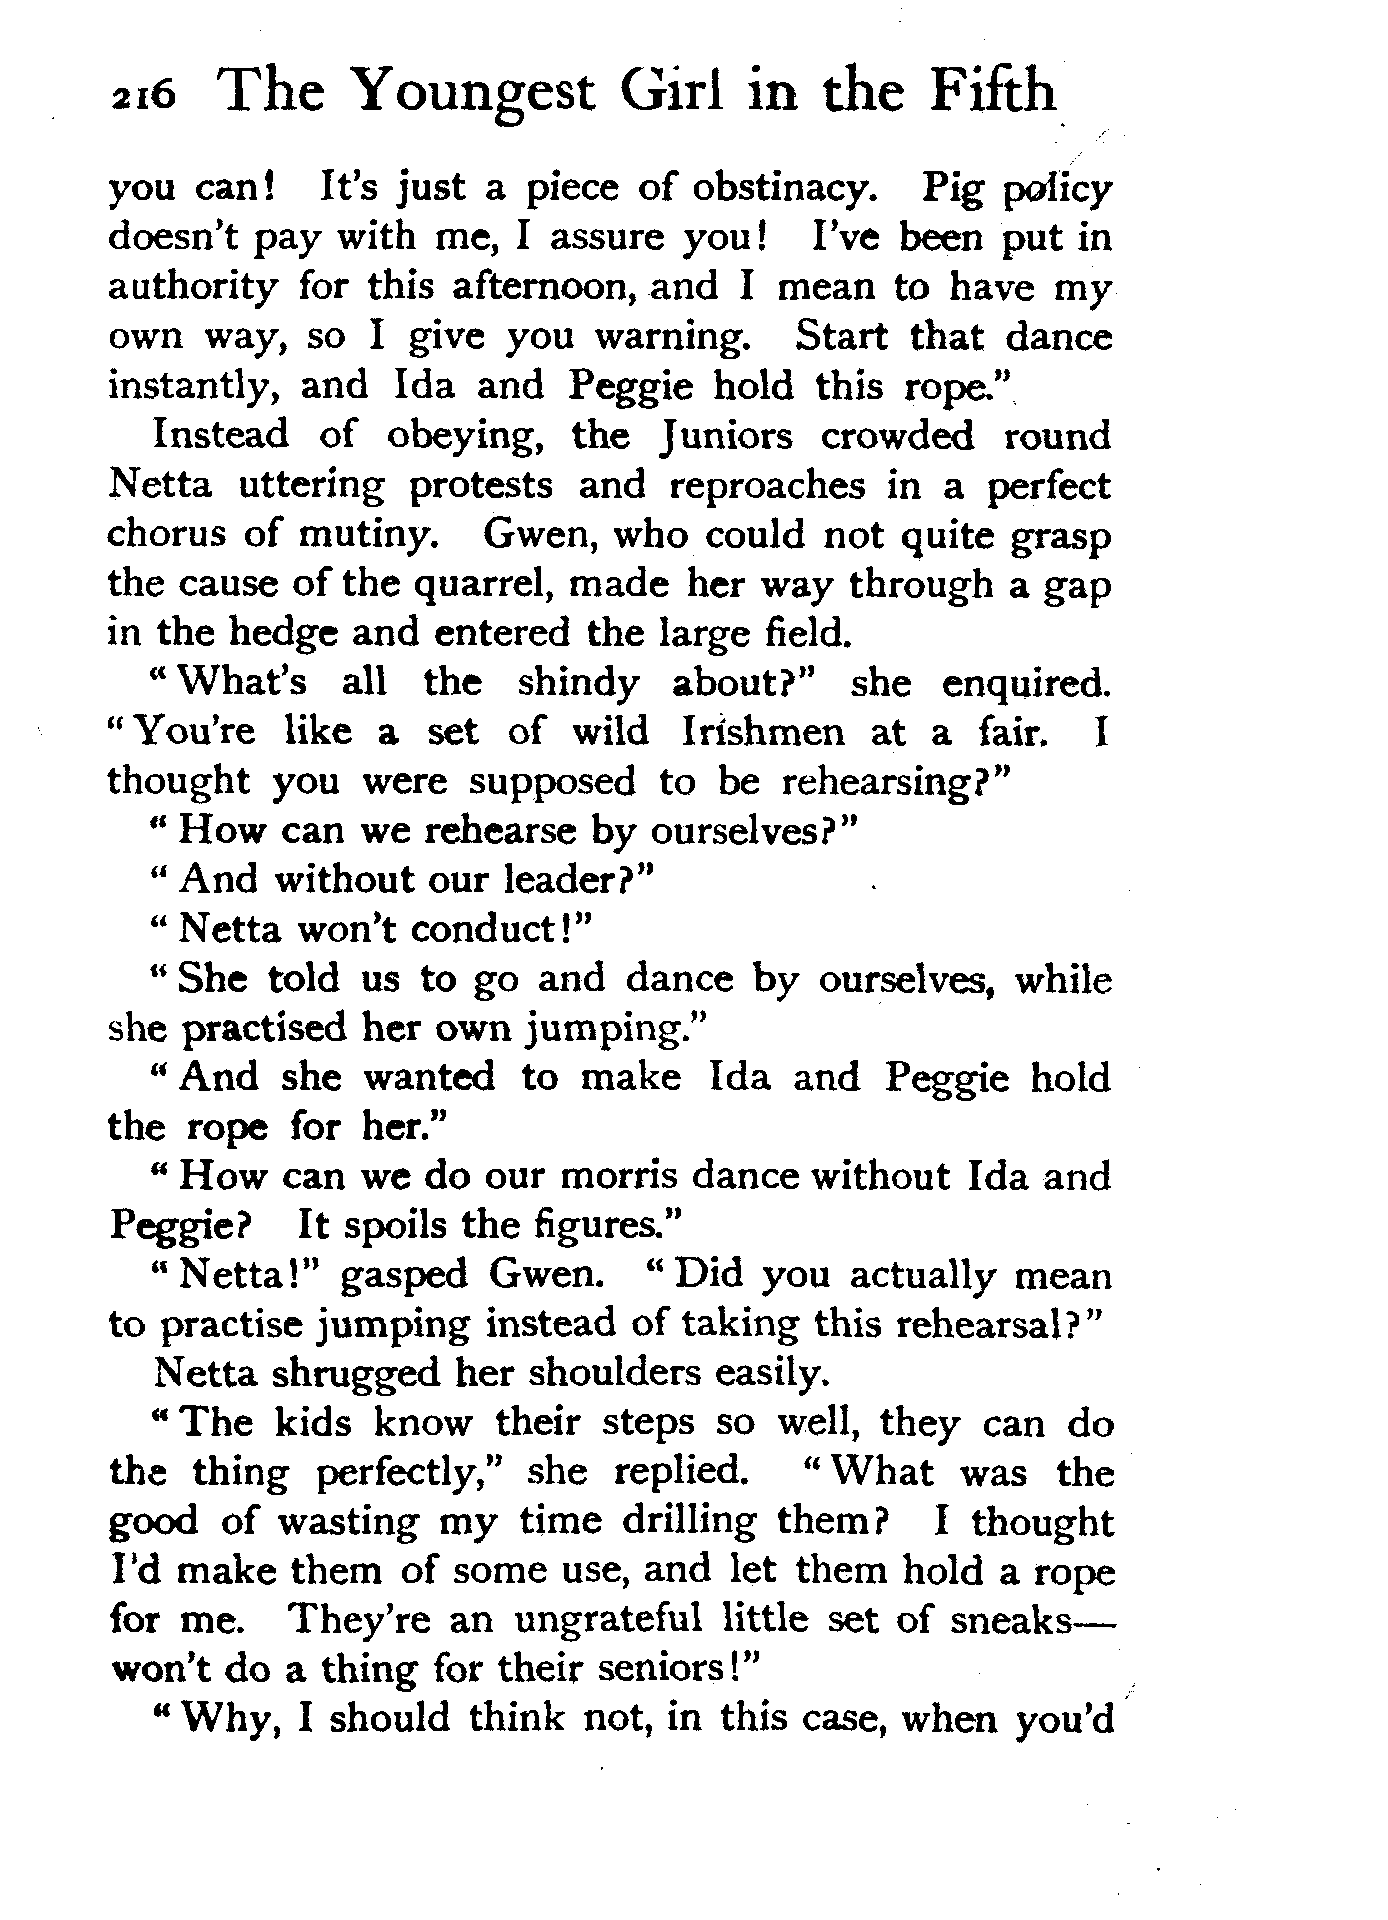 216 The Youngest Girl in the Fifth
you can! It's just a piece of obstinacy. Pig policy
doesn't pay with me, I assure you! I've been put in
authority for this afternoon, and I mean to have my
own way, so I give you warning. Start that dance
instantly, and Ida and Peggie hold this rope."
Instead of obeying, the Juniors crowded round
Netta uttering protests and reproaches in a perfect
chorus of mutiny. Gwen, who could not quite grasp
the cause of the quarrel, made her way through a gap
in the hedge and entered the large field.
"What's all the shindy about?" she enquired.
"You're like a set of wild Irishmen at a fair. I
thought you were supposed to be rehearsing?"
"How can we rehearse by ourselves?"
"And without our leader?"
"Netta won't conduct!"
"She told us to go and dance by ourselves, while
she practised her own jumping."
"And she wanted to make Ida and Peggie hold
the rope for her."
"How can we do our morris dance without Ida and
Peggie? It spoils the figures."
"Netta!" gasped Gwen. "Did you actually mean
to practise jumping instead of taking this rehearsal?"
Netta shrugged her shoulders easily.
"The kids know their steps so well, they can do
the thing perfectly," she replied. "What was the
good of wasting my time drilling them? I thought
I'd make them of some use, and let them hold a rope
for me. They're an ungrateful little set of sneaks—
won't do a thing for their seniors!"
"Why, I should think not, in this case, when you'd